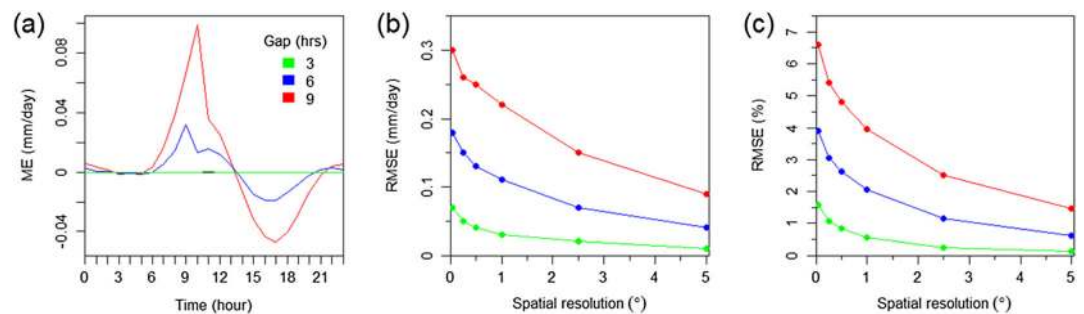 (a)
ME (mm/day)
0.08
0.04
0
-0.04
Gap (hrs)
3
6
9
0 3 6 9 12 15 18 21
Time (hour)
(b)
RMSE (mm/day)
0.3
0.2
0.1
0
0 1 2 3 4 5
Spatial resolution (°)
(c)
RMSE (%)
7
6
5
4
3
2
1
0
0 1 2 3 4 5
Spatial resolution (°)